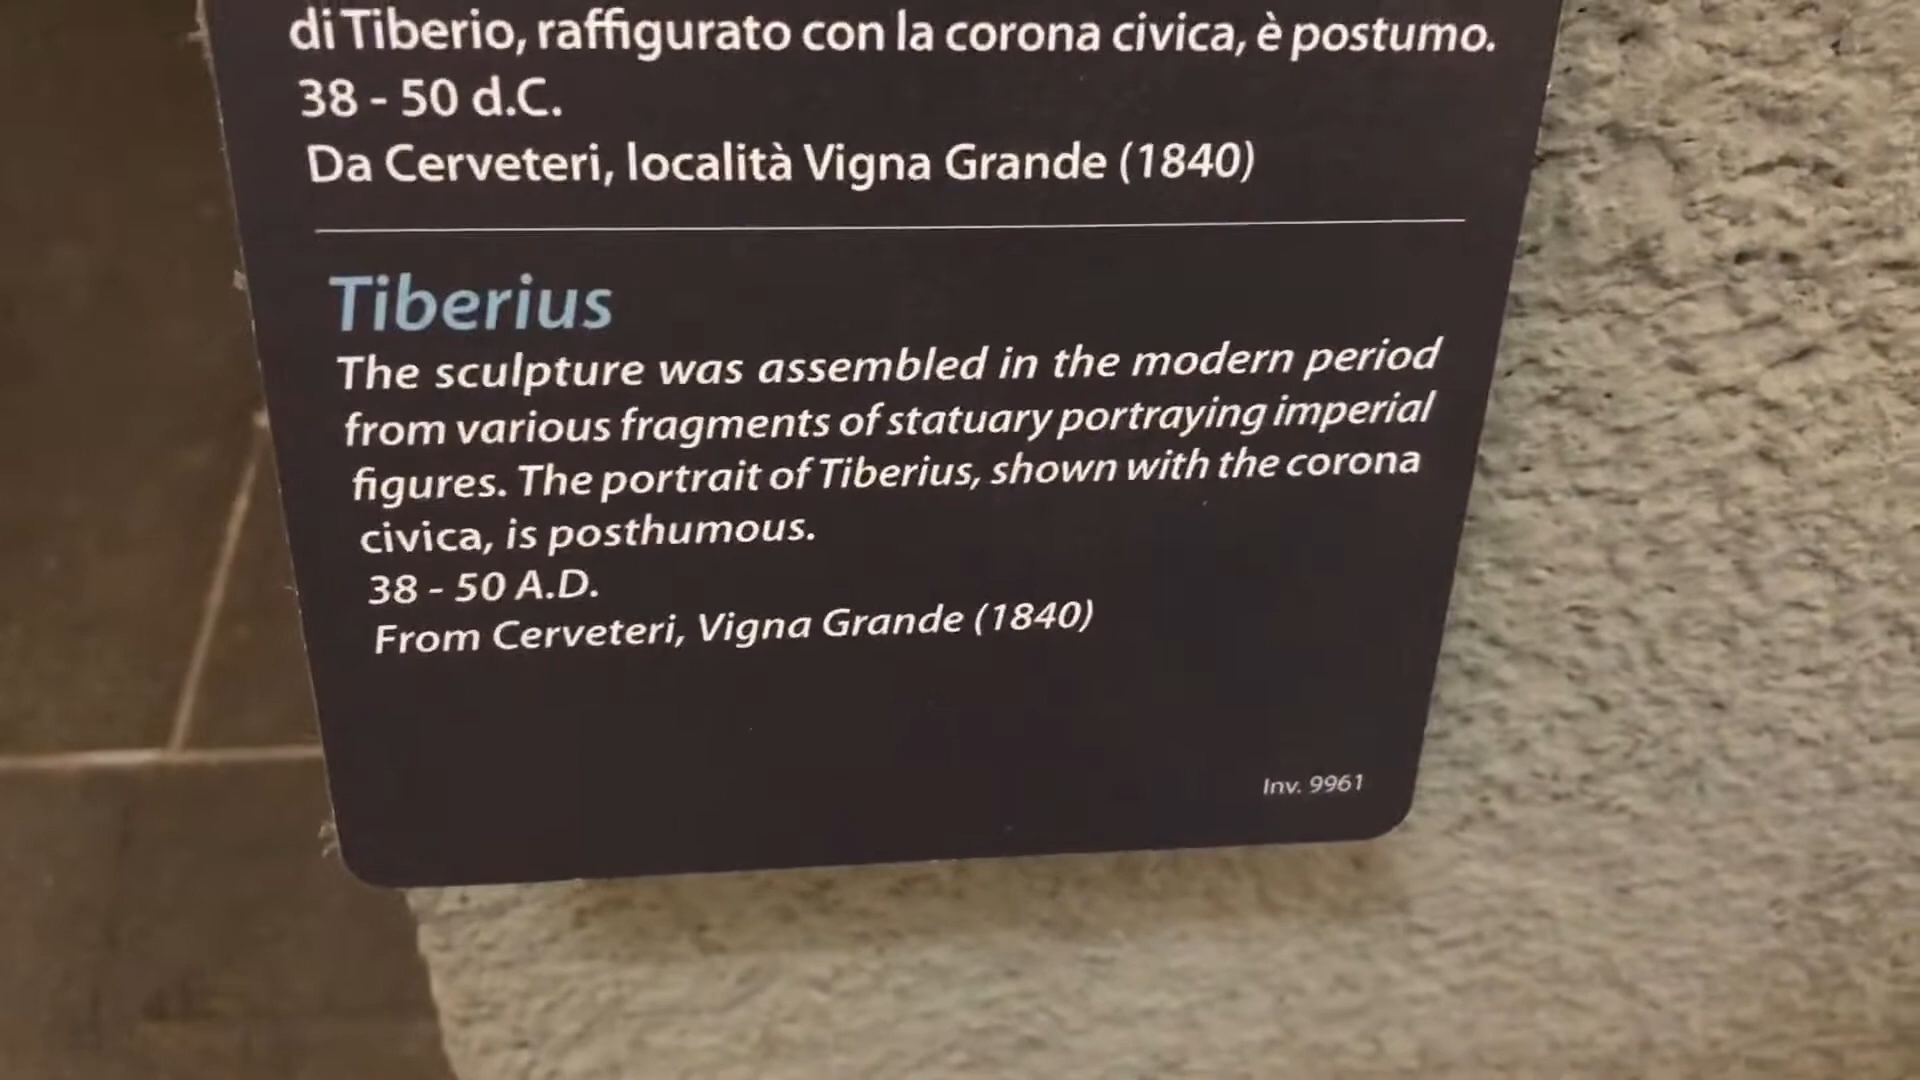 di Tiberio, raffigurato con la corona civica, è postumo.
38 - 50 d.C.
Da Cerveteri, località Vigna Grande (1840)
Tiberius
The sculpture was assembled in the modern period
from various fragments of statuary portraying imperial
figures. The portrait of Tiberius, shown with the corona
civica, is posthumous.
38 - 50 A.D.
From Cerveteri, Vigna Grande (1840)
Inv. 9961